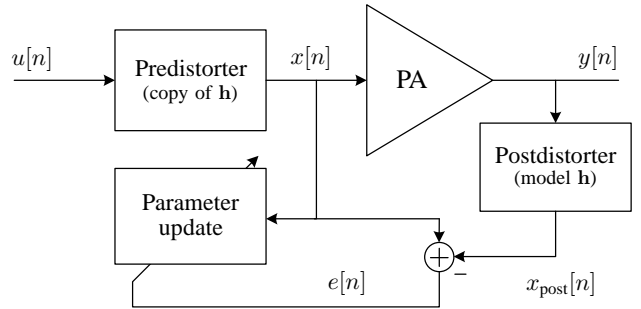 u[n]
Predistorter
(copy of h)
x[n]
PA
y[n]
Postdistorter
(model h)
Parameter
update
+
−
e[n]
x_post[n]